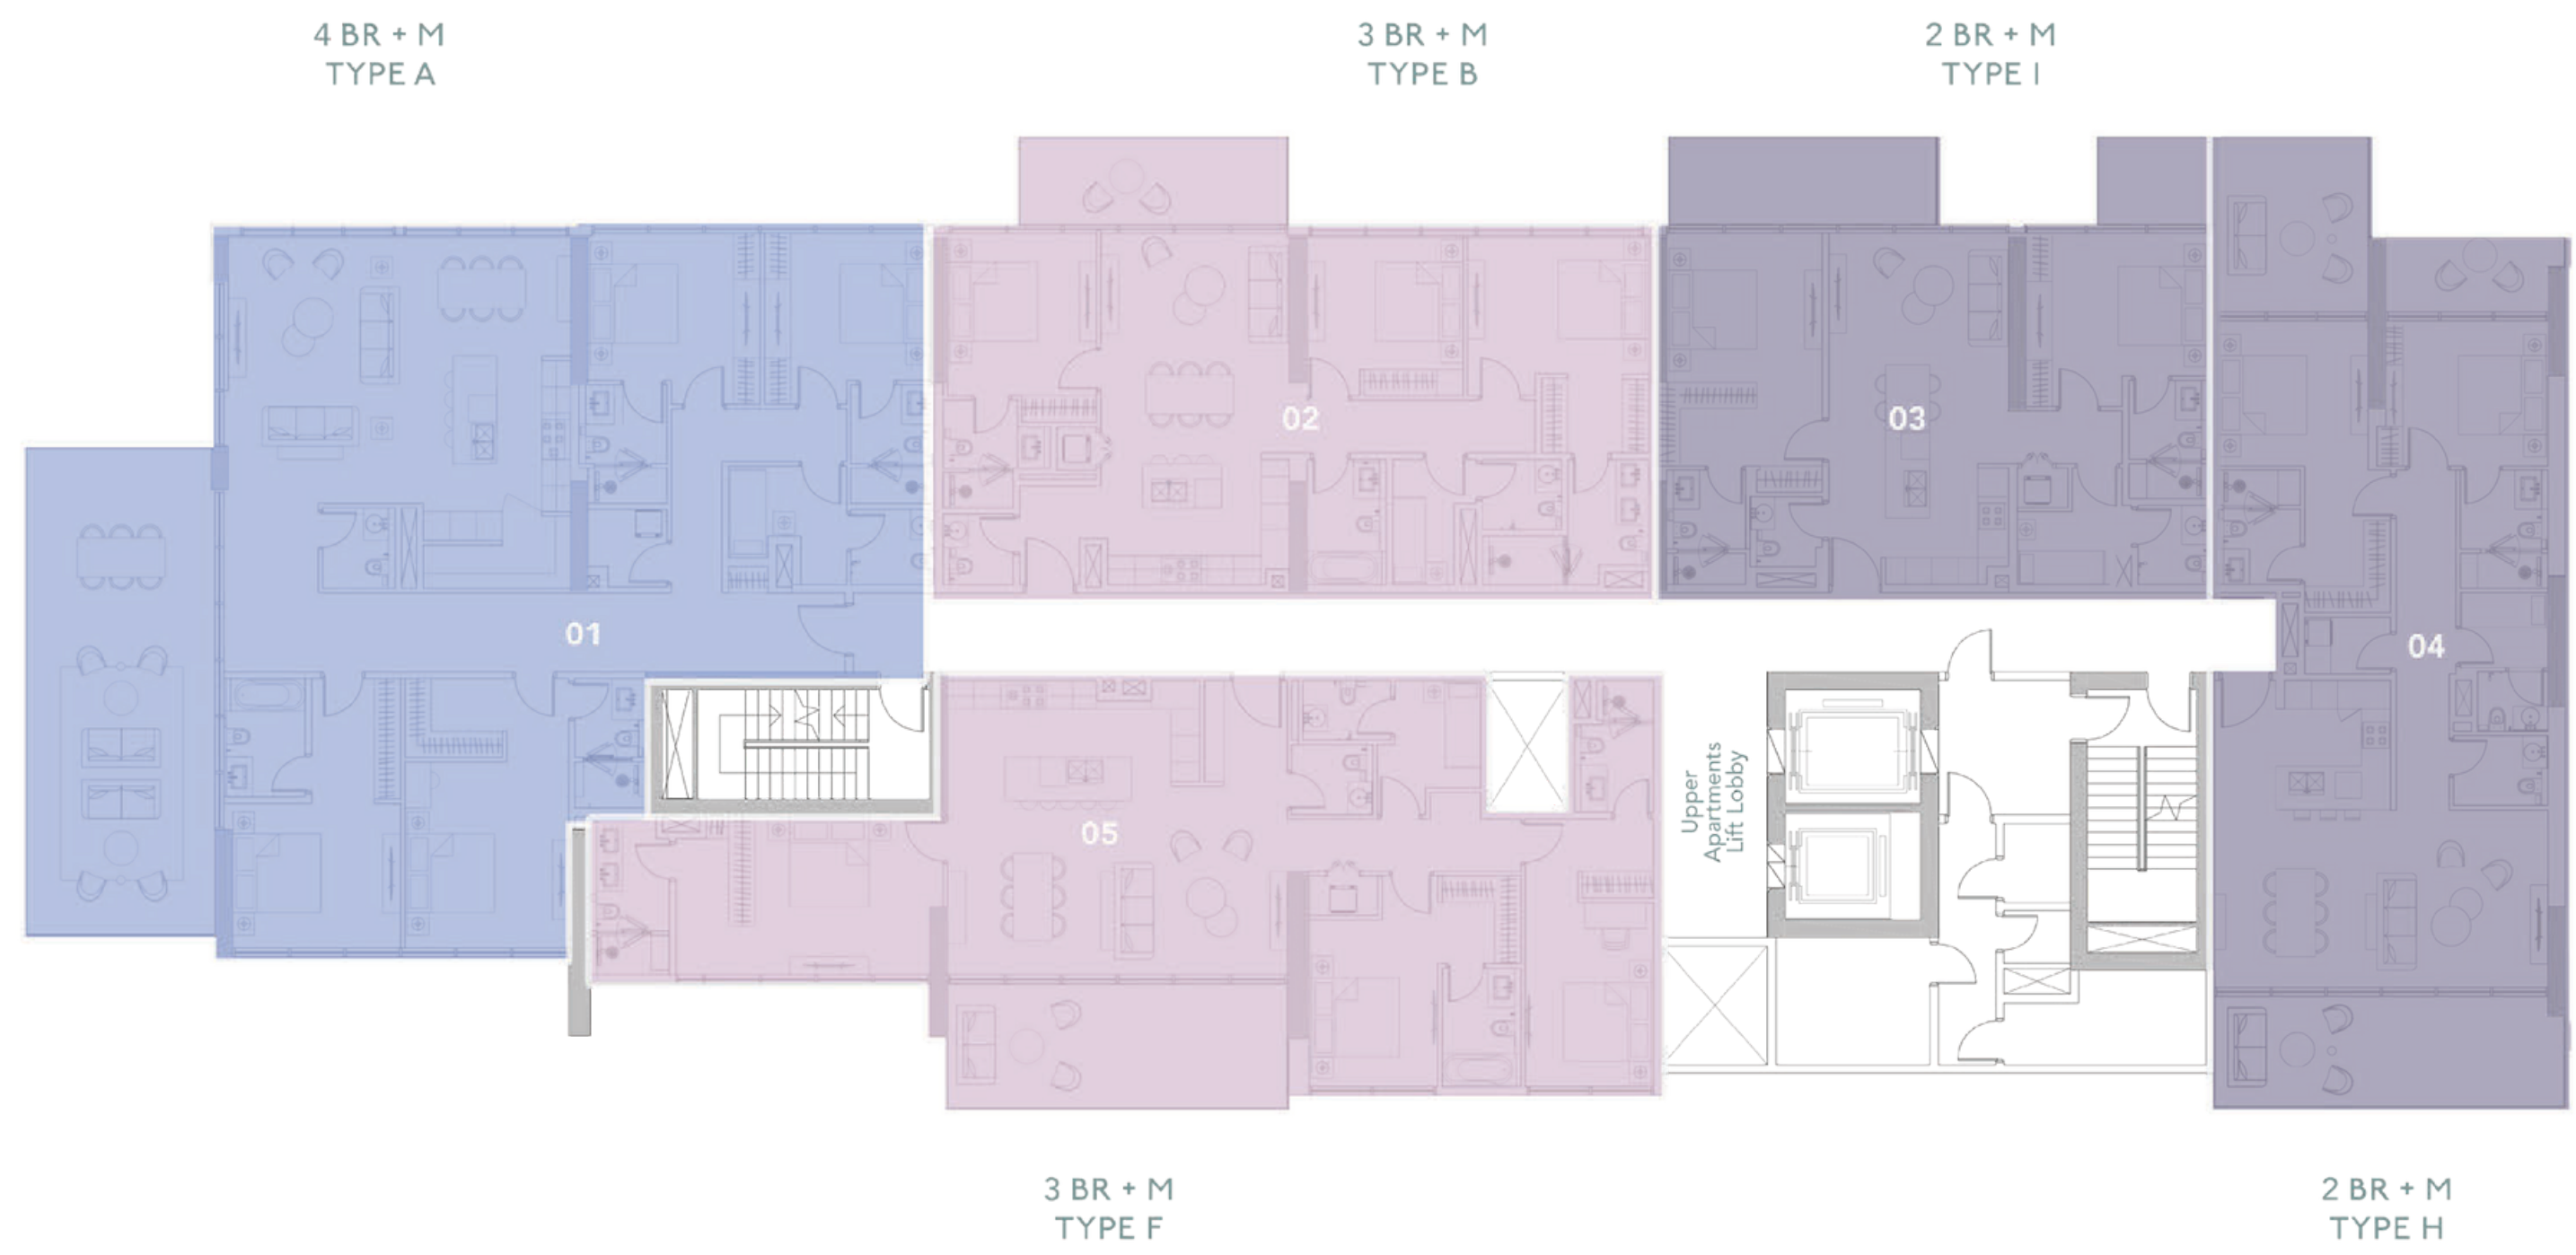 4 BR + M
TYPE A
3 BR + M
TYPE B
2 BR + M
TYPE I
01
02
03
04
05
Upper
Apartments
Lift Lobby
3 BR + M
TYPE F
2 BR + M
TYPE H